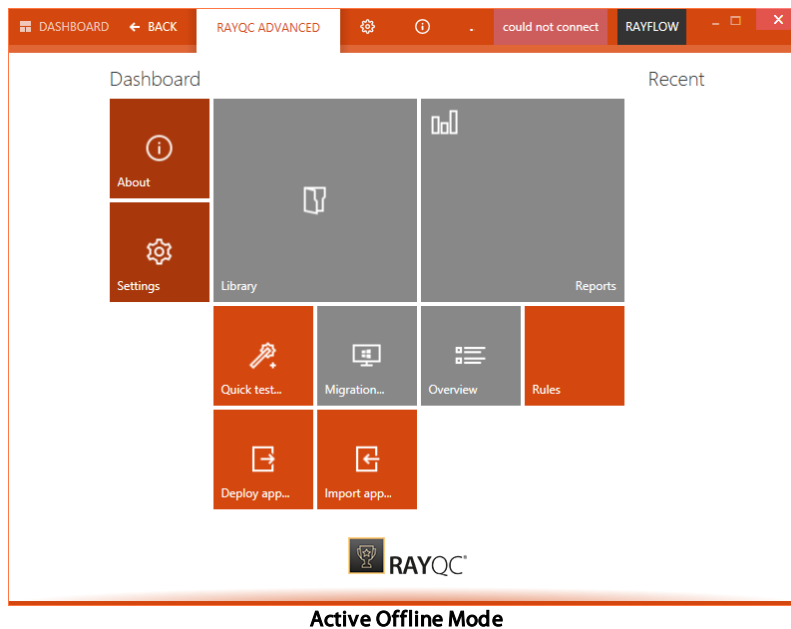 DASHBOARD BACK RAYQC ADVANCED . could not connect RAYFLOW
Dashboard Recent
About
Settings Library Reports
Quick test... Migration... Overview Rules
Deploy app... Import app...
RAYQC
Active Offline Mode